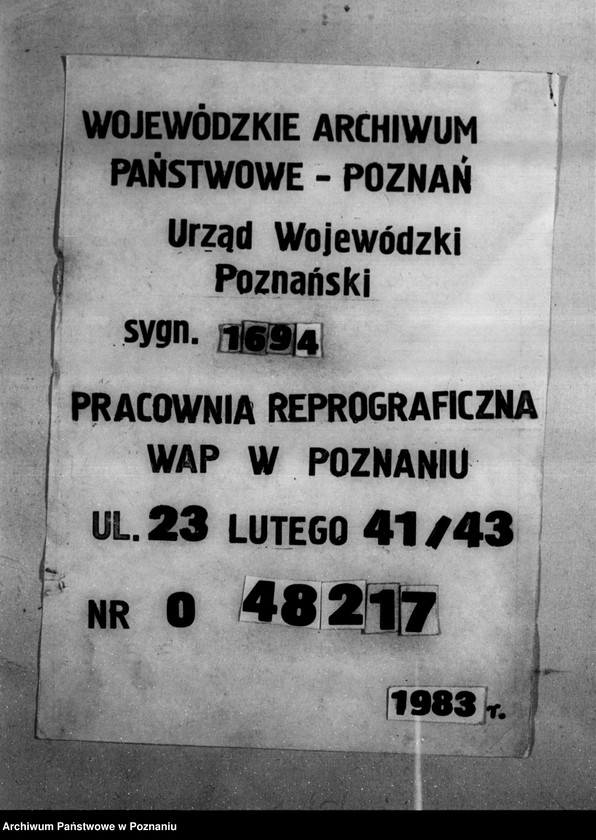 WOJEWÓDZKIE ARCHIWUM
PAŃSTWOWE - POZNAŃ
Urząd Wojewódzki
Poznański
sygn. 1694
PRACOWNIA REPROGRAFICZNA
WAP W POZNANIU
UL. 23 LUTEGO 41/43
NR 0 48217
1983 r.
Archiwum Państwowe w Poznaniu